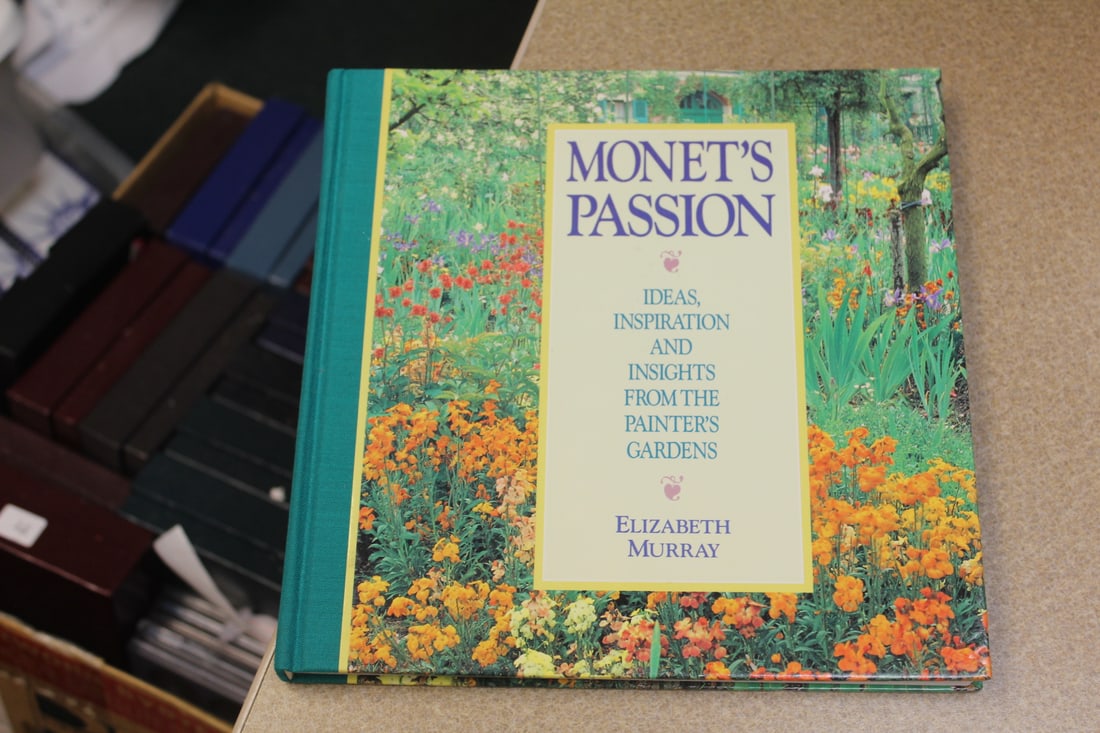 MONET'S
PASSION
IDEAS,
INSPIRATION
AND
INSIGHTS
FROM THE
PAINTER'S
GARDENS
ELIZABETH
MURRAY